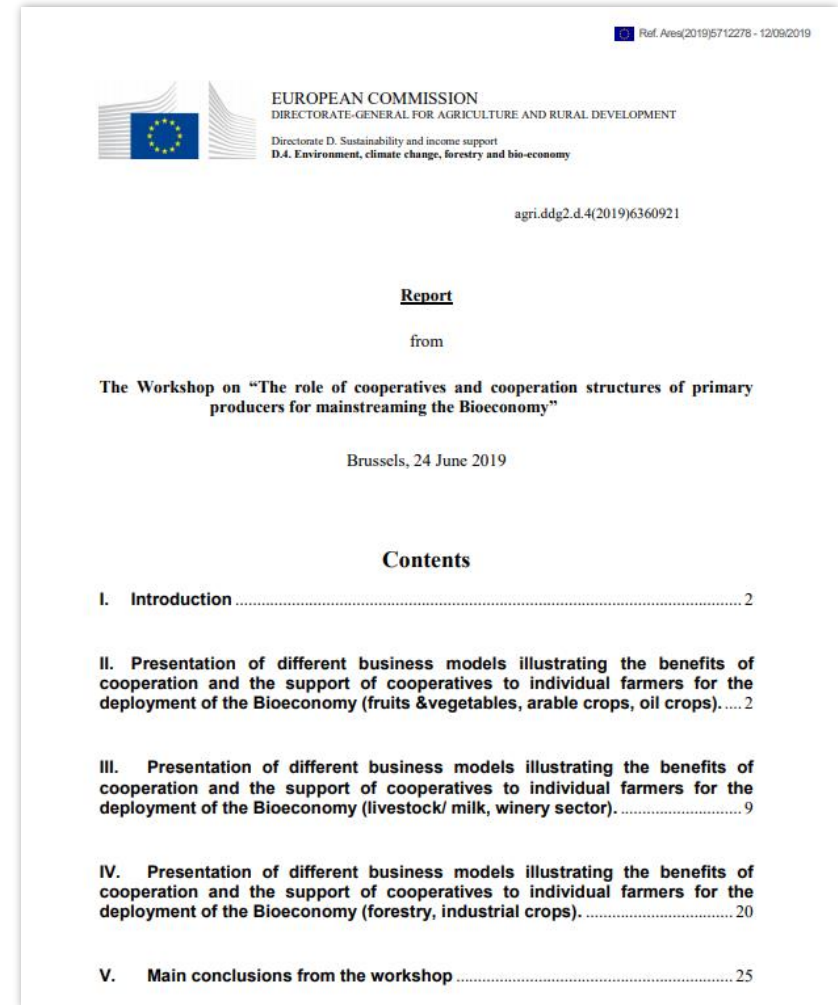 Ref. Ares(2019)5712278 - 12/09/2019
EUROPEAN COMMISSION
DIRECTORATE-GENERAL FOR AGRICULTURE AND RURAL DEVELOPMENT
Directorate D. Sustainability and income support
D.4. Environment, climate change, forestry and bio-economy
agri.ddg2.d.4(2019)6360921
Report
from
The Workshop on “The role of cooperatives and cooperation structures of primary
producers for mainstreaming the Bioeconomy”
Brussels, 24 June 2019
Contents
I. Introduction ........................................ 2
II. Presentation of different business models illustrating the benefits of
cooperation and the support of cooperatives to individual farmers for the
deployment of the Bioeconomy (fruits &vegetables, arable crops, oil crops). .... 2
III. Presentation of different business models illustrating the benefits of
cooperation and the support of cooperatives to individual farmers for the
deployment of the Bioeconomy (livestock/ milk, winery sector). .............................. 9
IV. Presentation of different business models illustrating the benefits of
cooperation and the support of cooperatives to individual farmers for the
deployment of the Bioeconomy (forestry, industrial crops). .................................. 20
V. Main conclusions from the workshop ................................................................ 25